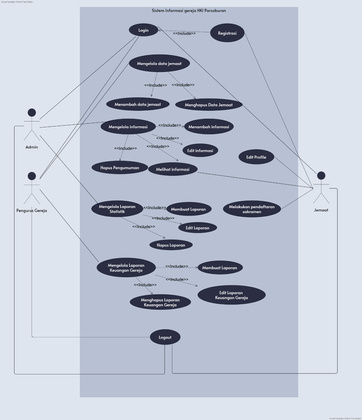 Sistem Informasi gereja HKI Persaburan
Login
<<Include>>
Registrasi
Mengelola data jemaat
<<Include>>
<<Include>>
Menambah data jemaat
Menghapus Data Jemaat
Mengelola Informasi
<<Include>>
Menambah informasi
<<Include>>
<<Include>>
Edit Informasi
<<Include>>
Edit Profile
Hapus Pengumuman
Melihat Informasi
Admin
Pengurus Gereja
Jemaat
Mengelola Laporan
Statistik
<<Include>>
Membuat Laporan
Melakukan pendaftaran
sakramen
<<Include>>
Edit Laporan
<<Include>>
Hapus Laporan
Mengelola Laporan
Keuangan Gereja
<<Include>>
Membuat Laporan
<<Include>>
<<Include>>
Edit Laporan
Keuangan Gereja
Menghapus Laporan
Keuangan Gereja
Logout